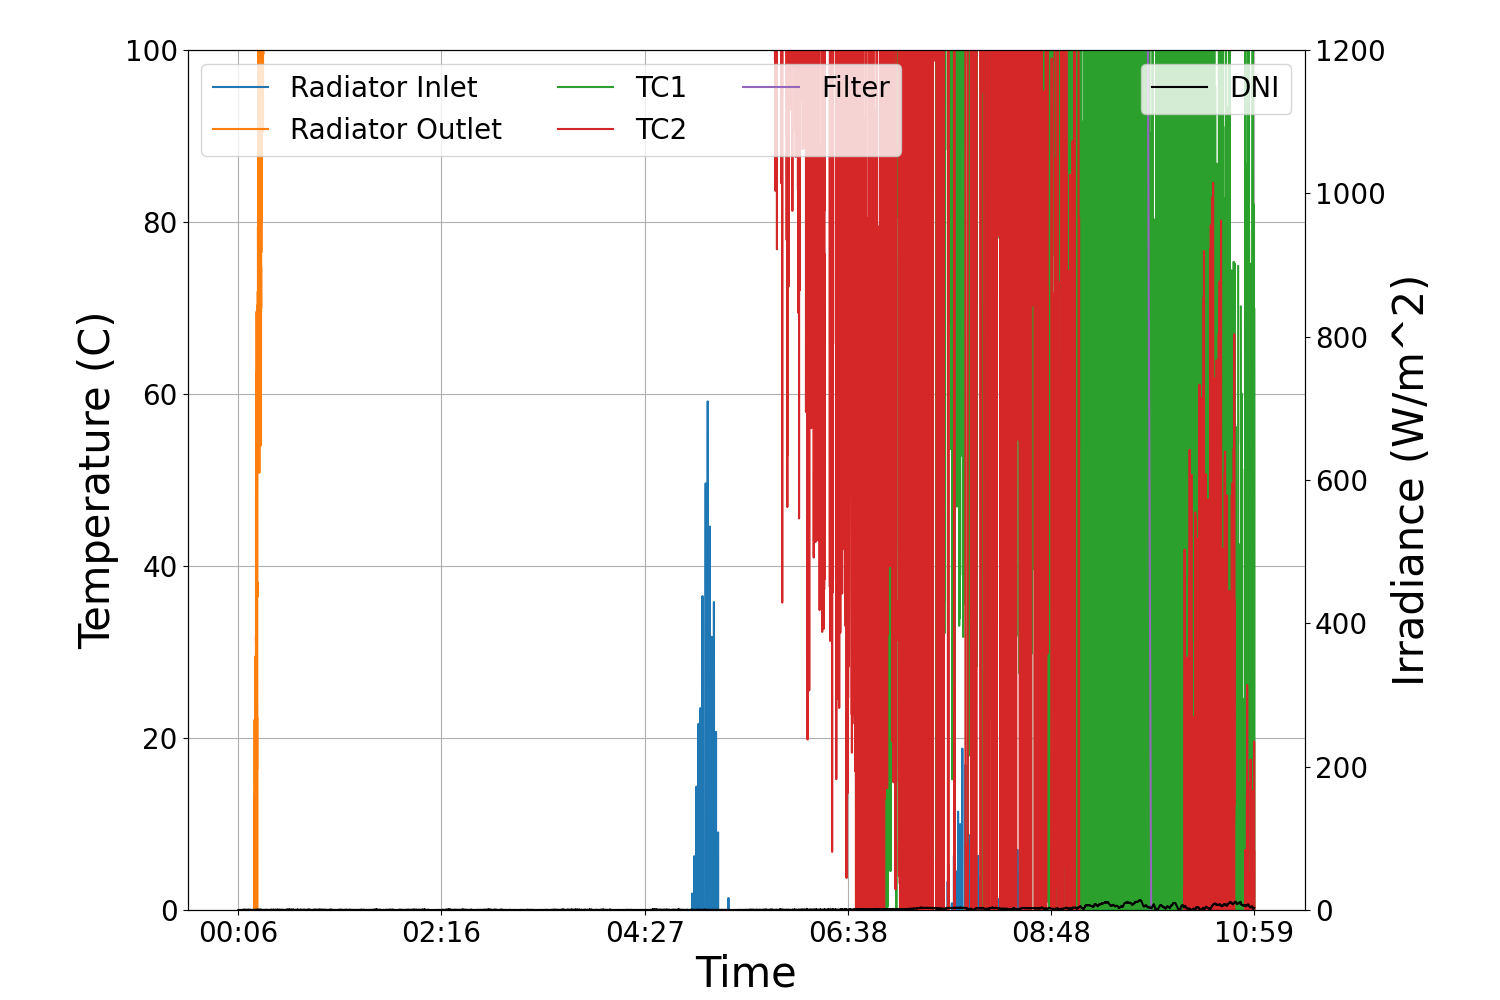 100
80
60
40
20
0
Temperature (C)
Radiator Inlet
Radiator Outlet
TC1
TC2
Filter
DNI
1200
1000
800
600
400
200
0
Irradiance (W/m^2)
00:06 02:16 04:27 06:38 08:48 10:59
Time